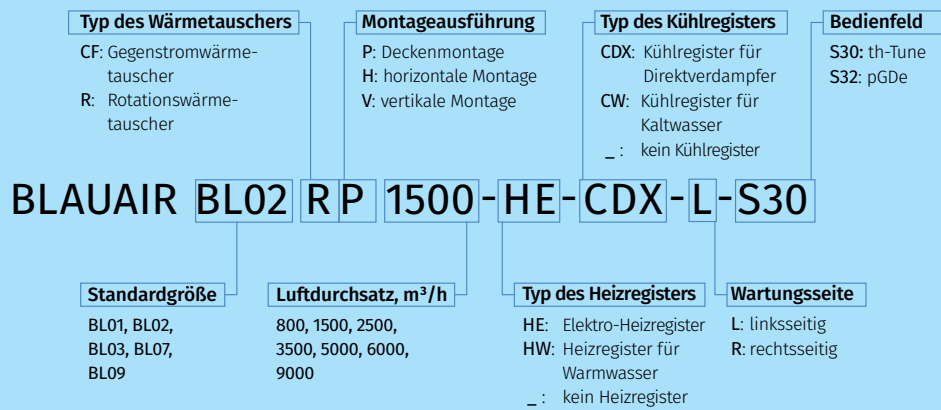 Typ des Wärmetauschers
CF: Gegenstromwärme-
tauscher
R: Rotationswärme-
tauscher
Montageausführung
P: Deckenmontage
H: horizontale Montage
V: vertikale Montage
Typ des Kühlregisters
CDX: Kühlregister für
Direktverdampfer
CW: Kühlregister für
Kaltwasser
_ : kein Kühlregister
Bedienfeld
S30: th-Tune
S32: pGDe
BLAUAIR BL02 R P 1500-HE-CDX-L-S30
Standardgröße
BL01, BL02,
BL03, BL07,
BL09
Luftdurchsatz, m³/h
800, 1500, 2500,
3500, 5000, 6000,
9000
Typ des Heizregisters
HE: Elektro-Heizregister
HW: Heizregister für
Warmwasser
_ : kein Heizregister
Wartungsseite
L: linksseitig
R: rechtsseitig